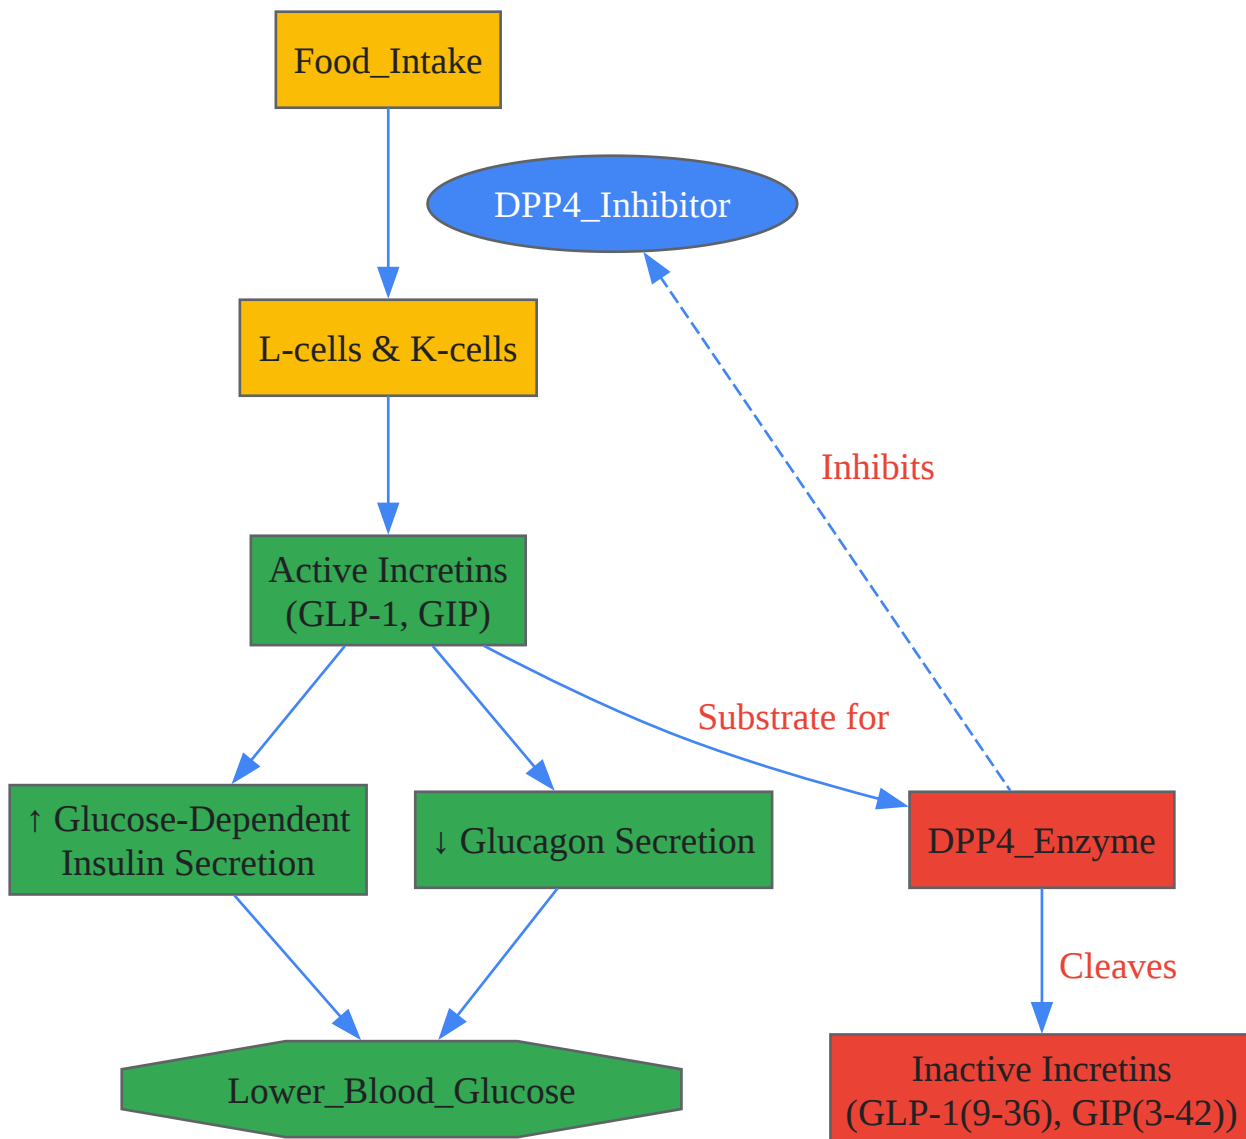 Food_Intake
DPP4_Inhibitor
L-cells & K-cells
Inhibits
Active Incretins
(GLP-1, GIP)
Substrate for
↑ Glucose-Dependent
Insulin Secretion
↓ Glucagon Secretion
DPP4_Enzyme
Cleaves
Lower_Blood_Glucose
Inactive Incretins
(GLP-1(9-36), GIP(3-42))